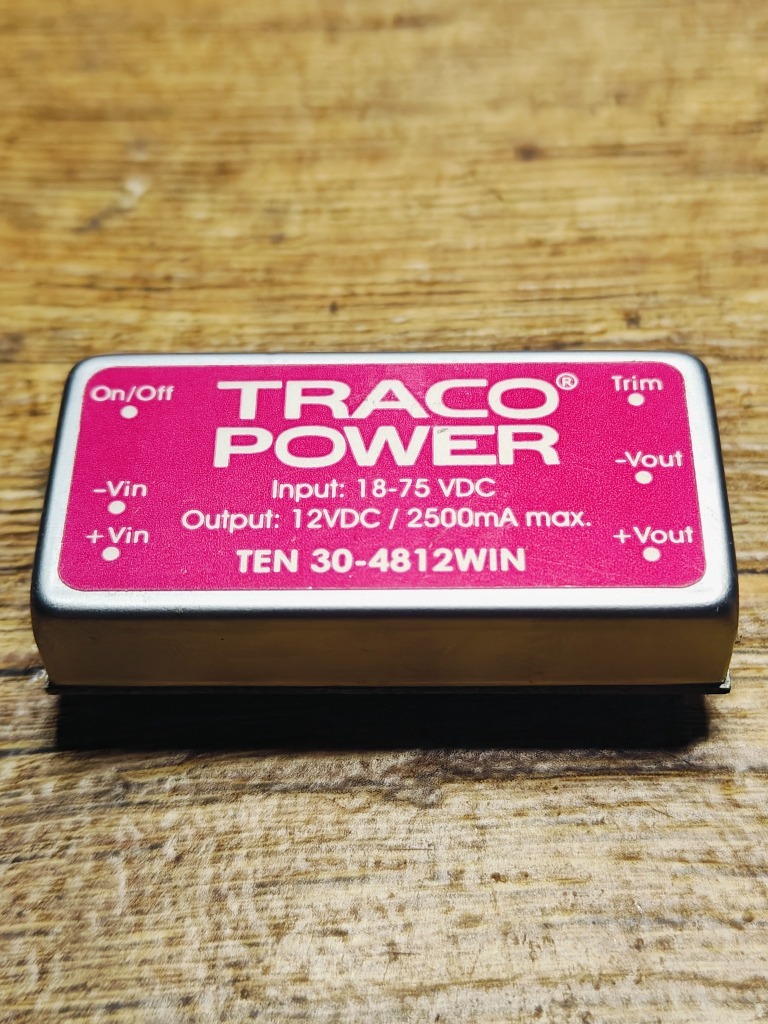 On/Off
TRACO®
POWER
Trim
-Vout
-Vin
Input: 18-75 VDC
Output: 12VDC / 2500mA max.
+Vin
+Vout
TEN 30-4812WIN